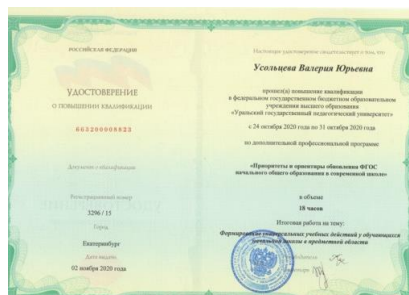 РОССИЙСКАЯ ФЕДЕРАЦИЯ
УДОСТОВЕРЕНИЕ
О ПОВЫШЕНИИ КВАЛИФИКАЦИИ
663200009823
Документ о квалификации
Регистрационный номер
3296 / 15
Город
Екатеринбург
Дата выдачи
02 ноября 2020 года
Настоящее удостоверение свидетельствует о том, что
Усольцева Валерия Юрьевна
прошел(а) повышение квалификации
в федеральном государственном бюджетном образовательном
учреждении высшего образования
«Уральский государственный педагогический университет»
с 24 октября 2020 года по 31 октября 2020 года
по дополнительной профессиональной программе
«Приоритеты и ориентиры обновления ФГОС
начального общего образования в современной школе»
в объеме
18 часов
Итоговая работа на тему:
Формирование универсальных учебных действий у обучающихся
начальной школы в предметной области